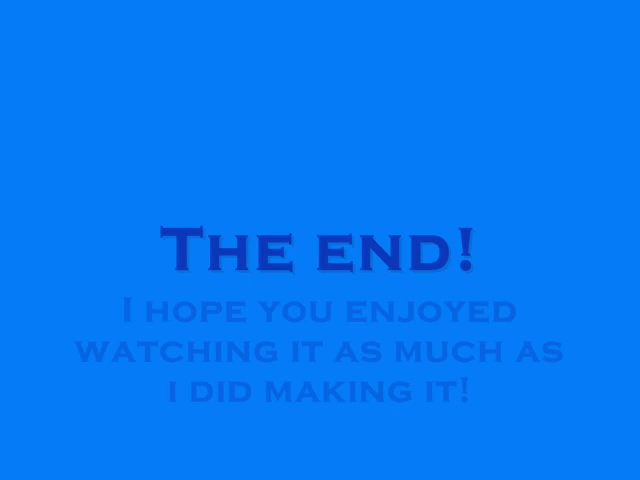 The end!
I hope you enjoyed
watching it as much as
i did making it!